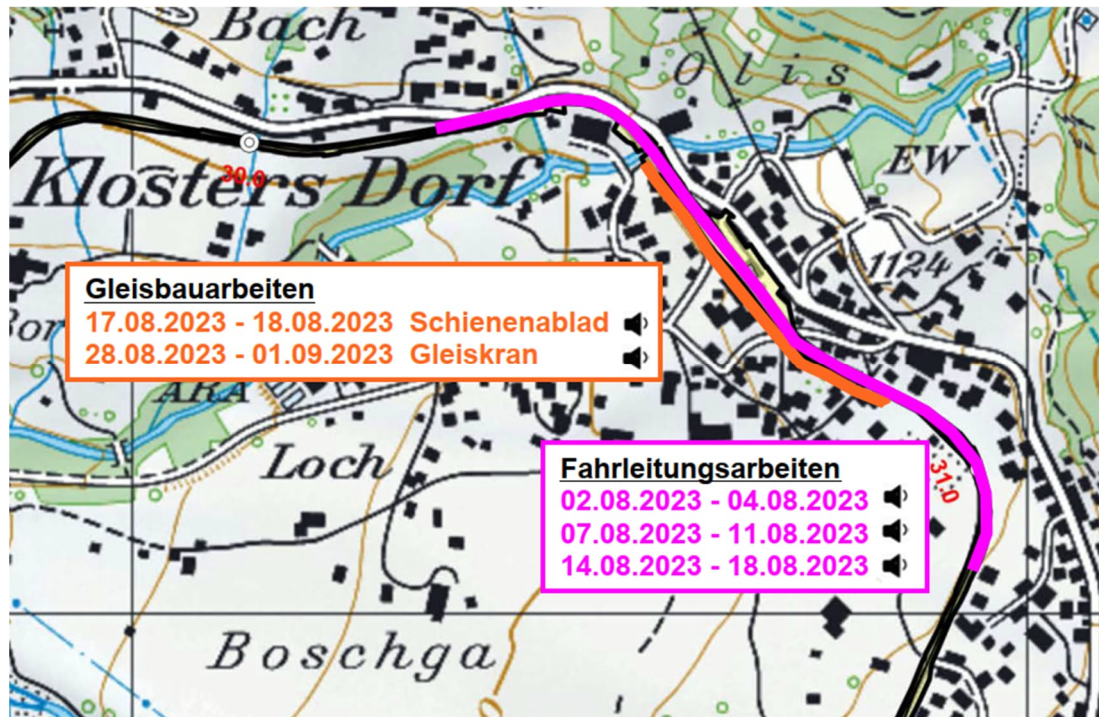 Bach
Olis
30.0
Klosters Dorf
EW
1124
Gleisbauarbeiten
17.08.2023 - 18.08.2023 Schienenablad
28.08.2023 - 01.09.2023 Gleiskran
ARA
Loch
Fahrleitungsarbeiten
02.08.2023 - 04.08.2023
07.08.2023 - 11.08.2023
14.08.2023 - 18.08.2023
31.0
Boschga